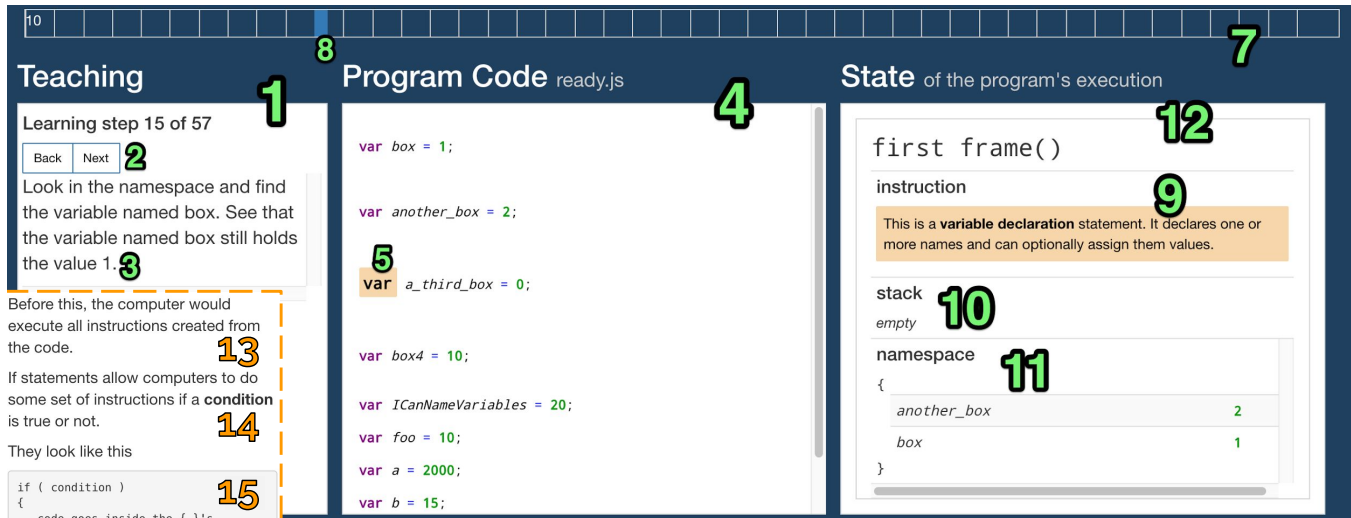 10
8
7
Teaching
1
Learning step 15 of 57
Back Next 2
Look in the namespace and find
the variable named box. See that
the variable named box still holds
the value 1. 3
Before this, the computer would
execute all instructions created from
the code.
13
If statements allow computers to do
some set of instructions if a condition
is true or not.
14
They look like this
if ( condition )
{
15
code goes inside the { }'s
Program Code ready.js
4
var box = 1;
var another_box = 2;
5
var a_third_box = 0;
var box4 = 10;
var ICanNameVariables = 20;
var foo = 10;
var a = 2000;
var b = 15;
State of the program's execution
12
first frame()
instruction
9
This is a variable declaration statement. It declares one or
more names and can optionally assign them values.
stack
10
empty
namespace
11
{
another_box 2
box 1
}